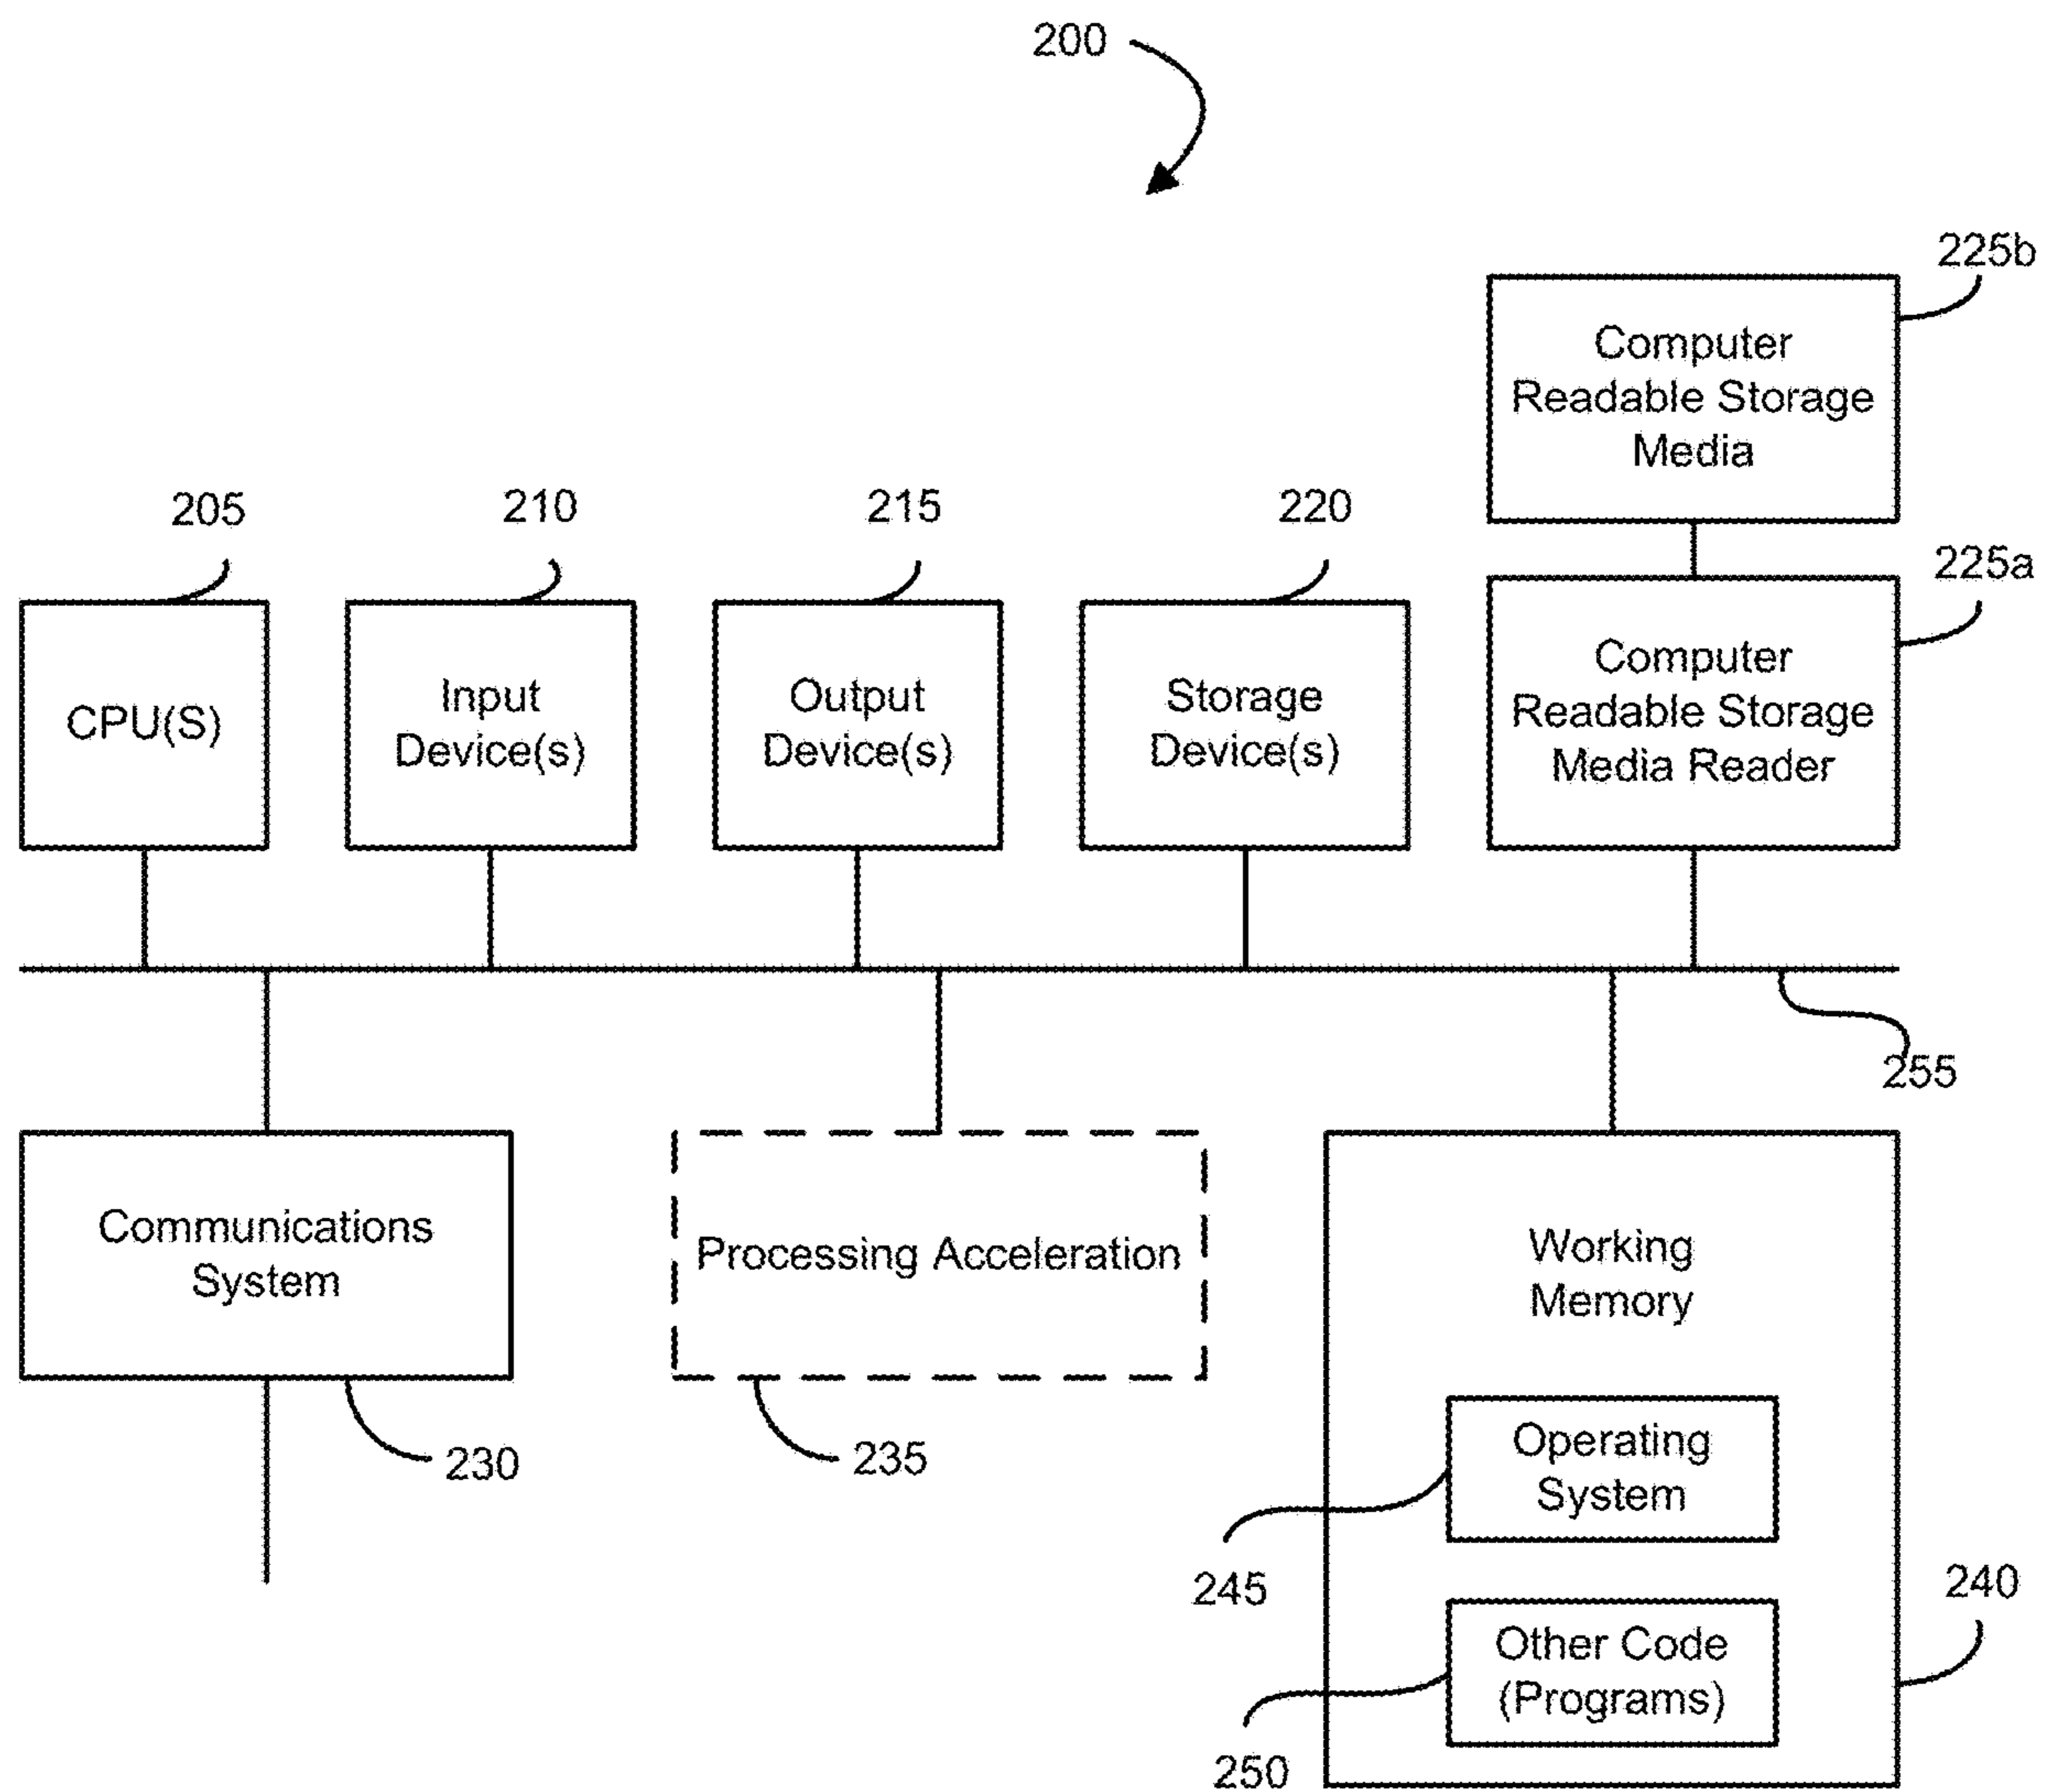 200
225b
Computer
Readable Storage
Media
205
210
215
220
225a
CPU(S)
Input
Device(s)
Output
Device(s)
Storage
Device(s)
Computer
Readable Storage
Media Reader
255
Communications
System
230
Processing Acceleration
235
Working
Memory
Operating
System
245
240
Other Code
(Programs)
250